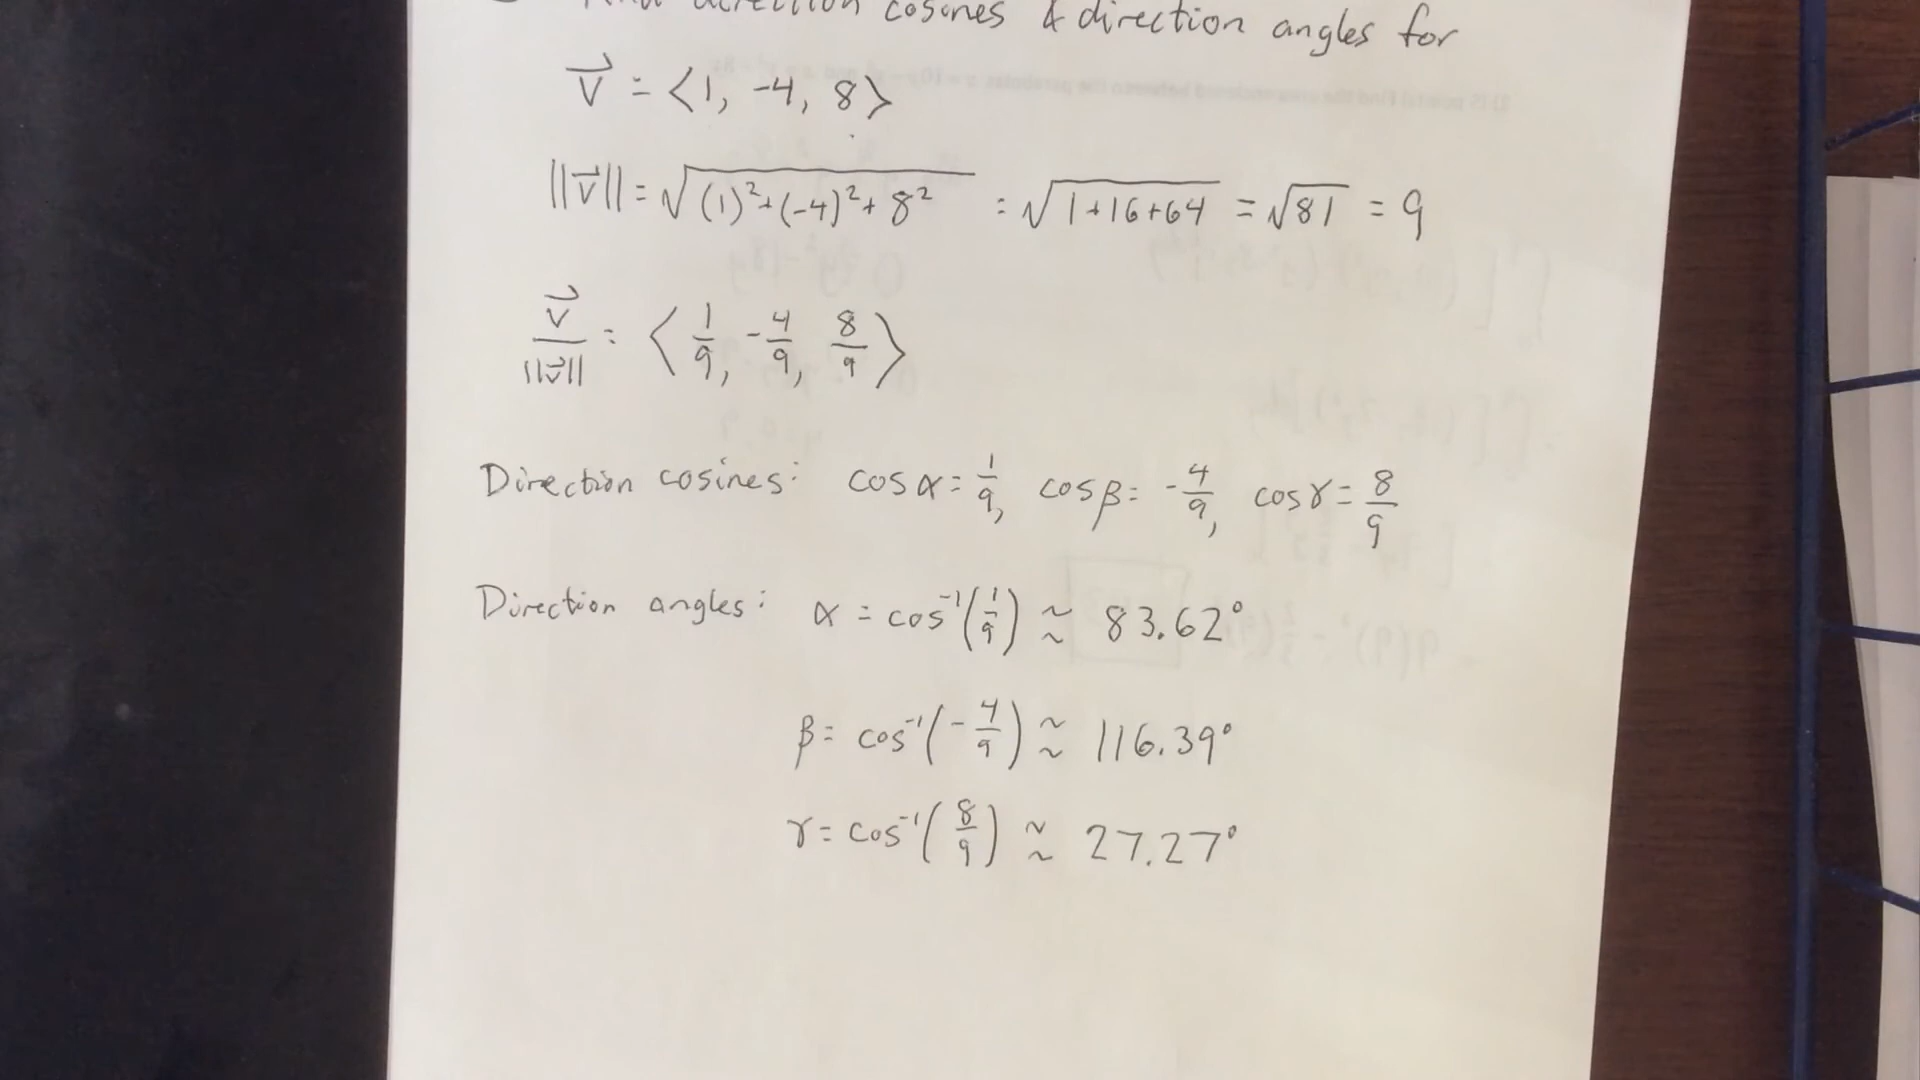 direction cosines & direction angles for
v⃗ = ⟨1, -4, 8⟩
||v⃗|| = √((1)²+(-4)²+8²) = √(1+16+64) = √81 = 9
v⃗/||v⃗|| = ⟨1/9, -4/9, 8/9⟩
Direction cosines: cos α = 1/9, cos β = -4/9, cos γ = 8/9
Direction angles: α = cos⁻¹(1/9) ≈ 83.62°
β = cos⁻¹(-4/9) ≈ 116.39°
γ = cos⁻¹(8/9) ≈ 27.27°